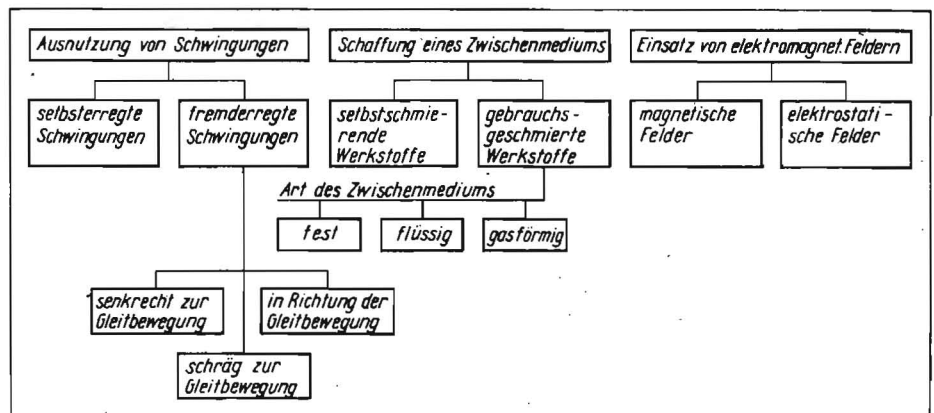 Ausnutzung von Schwingungen
Schaffung eines Zwischenmediums
Einsatz von elektromagnet. Feldern
selbsterregte
Schwingungen
fremderregte
Schwingungen
selbstschmie-
rende
Werkstoffe
gebrauchs-
geschmierte
Werkstoffe
magnetische
Felder
elektrostati-
sche Felder
Art des Zwischenmediums
fest
flüssig
gasförmig
senkrecht zur
Gleitbewegung
in Richtung der
Gleitbewegung
schräg zur
Gleitbewegung